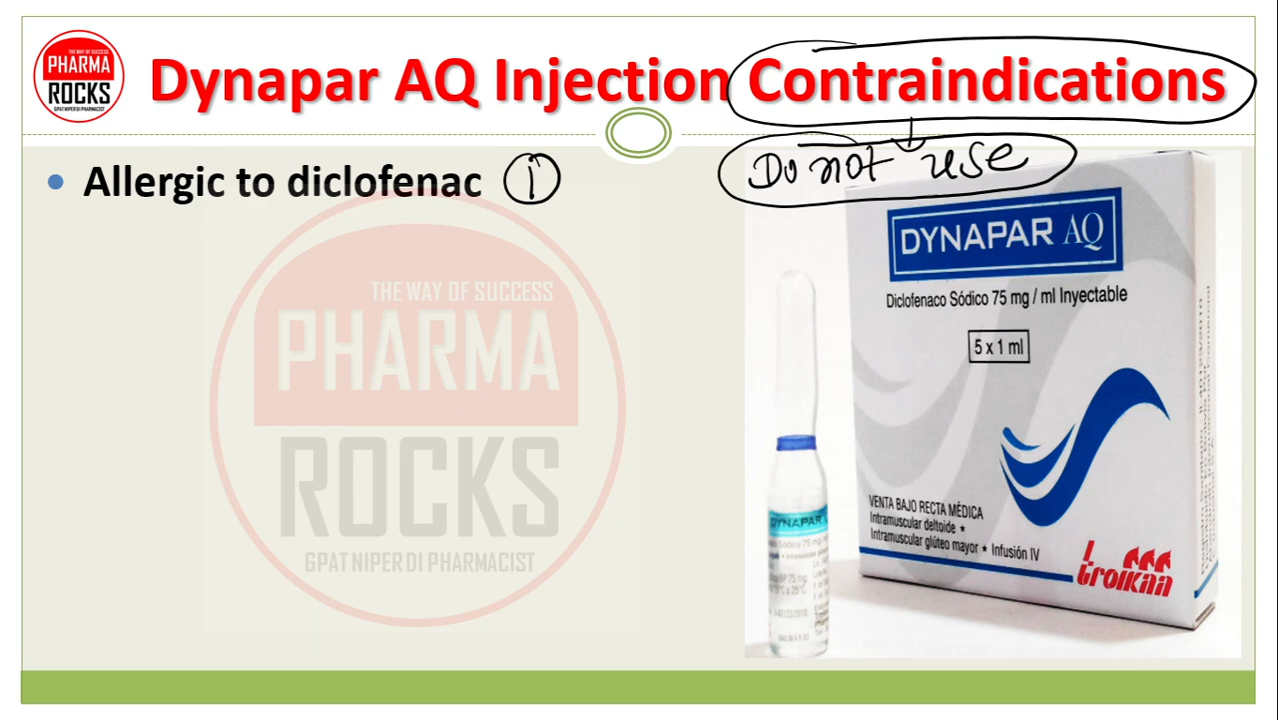 THE WAY OF SUCCESS
PHARMA
ROCKS
GPAT NIPER DI PHARMACIST
Dynapar AQ Injection Contraindications
Do not use
• Allergic to diclofenac 1
THE WAY OF SUCCESS
PHARMA
ROCKS
GPAT NIPER DI PHARMACIST
DYNAPAR AQ
Diclofenaco Sódico 75 mg / ml Inyectable
5 x 1 ml
VENTA BAJO RECTA MÉDICA
Intramuscular deltoide ★
Intramuscular glúteo mayor ★ Infusión IV
troikaa
DYNAPAR